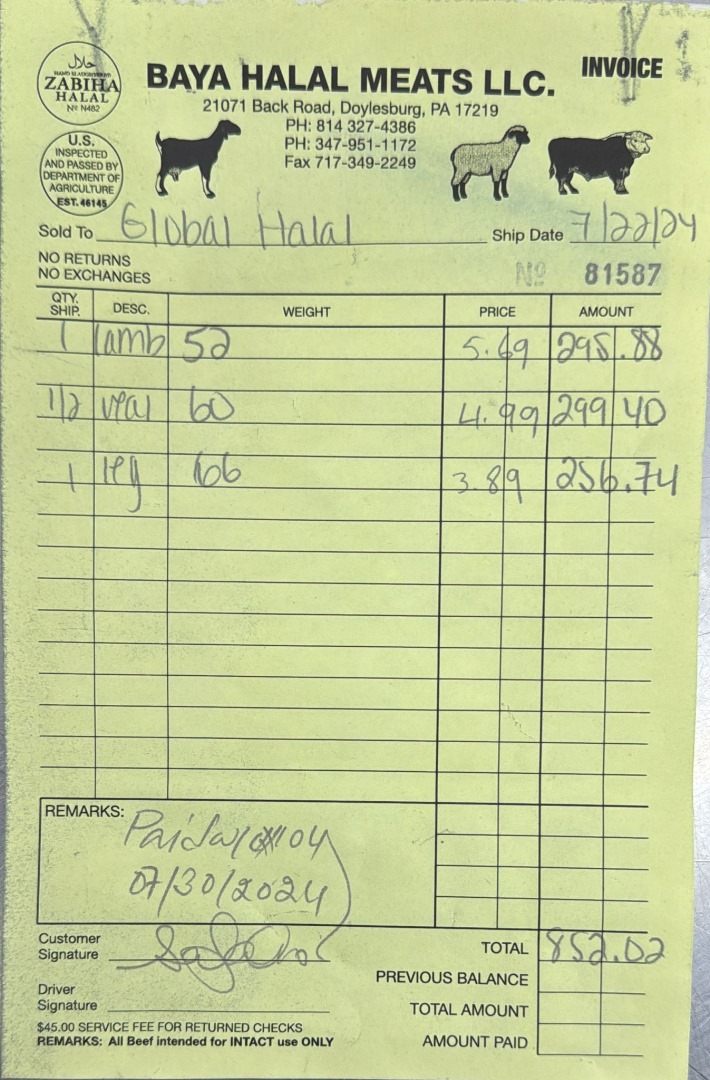 حلال
ZABIHA
HALAL
Nº N482
BAYA HALAL MEATS LLC.
INVOICE
21071 Back Road, Doylesburg, PA 17219
PH: 814 327-4386
PH: 347-951-1172
Fax 717-349-2249
U.S.
INSPECTED
AND PASSED BY
DEPARTMENT OF
AGRICULTURE
EST. 46145
Sold To Global Halal Ship Date 7/22/24
NO RETURNS
NO EXCHANGES
Nº 81587
QTY. SHIP. DESC. WEIGHT PRICE AMOUNT
1 lamb 52 5.69 295.88
1/2 veal 60 4.99 299 40
1 leg 66 3.89 256.74
REMARKS:
Paid
04
07/30/2024
Customer
Signature
TOTAL 852.02
PREVIOUS BALANCE
Driver
Signature
TOTAL AMOUNT
$45.00 SERVICE FEE FOR RETURNED CHECKS
REMARKS: All Beef intended for INTACT use ONLY
AMOUNT PAID